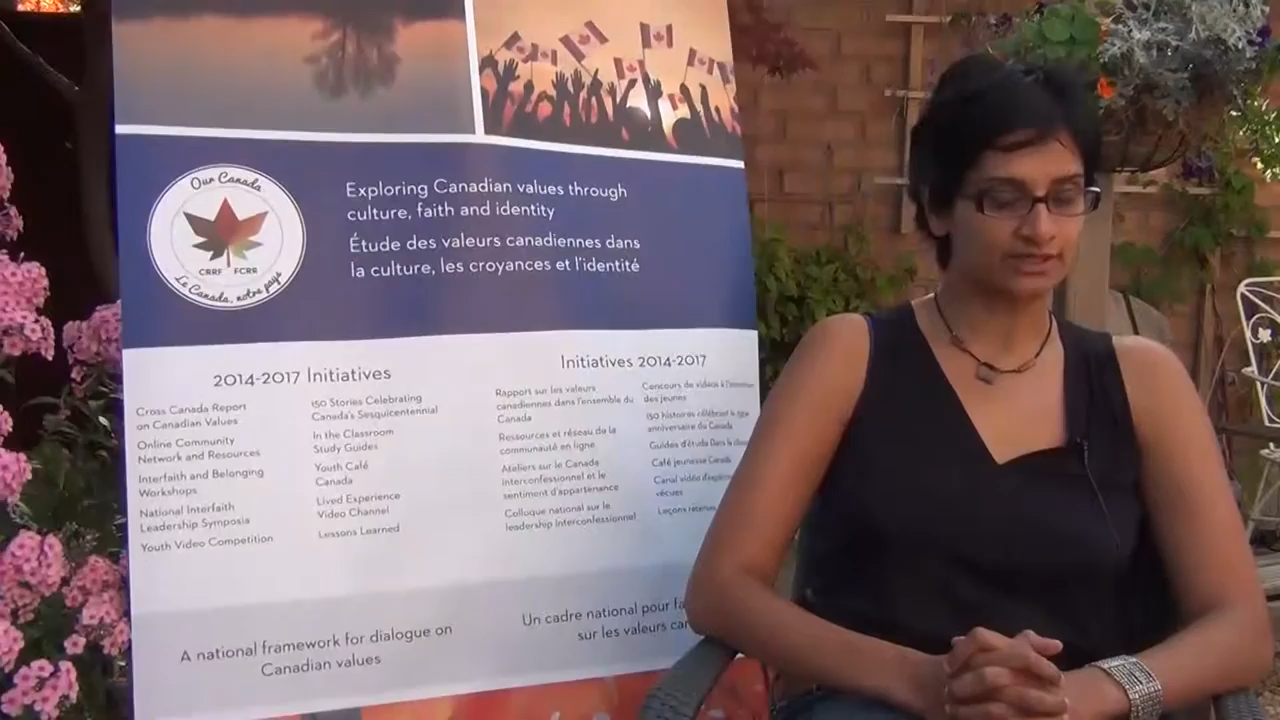 Our Canada
CRRF FCRR
Le Canada, notre pays
Exploring Canadian values through
culture, faith and identity
Étude des valeurs canadiennes dans
la culture, les croyances et l'identité
2014-2017 Initiatives
Cross Canada Report
on Canadian Values
Online Community
Network and Resources
Interfaith and Belonging
Workshops
National Interfaith
Leadership Symposia
Youth Video Competition
150 Stories Celebrating
Canada's Sesquicentennial
In the Classroom
Study Guides
Youth Café
Canada
Lived Experience
Video Channel
Lessons Learned
Initiatives 2014-2017
Rapport sur les valeurs
canadiennes dans l'ensemble du
Canada
Ressources et réseau de la
communauté en ligne
Ateliers sur le Canada
interconfessionnel et le
sentiment d'appartenance
Colloque national sur le
leadership interconfessionnel
Concours de vidéos à
des jeunes
150 histoires célébrant le
anniversaire du Canada
Guides d'étude Dans la
Café jeunesse Canada
Canal vidéo
vécues
Leçons retenues
A national framework for dialogue on
Canadian values
Un cadre national pour
sur les valeurs